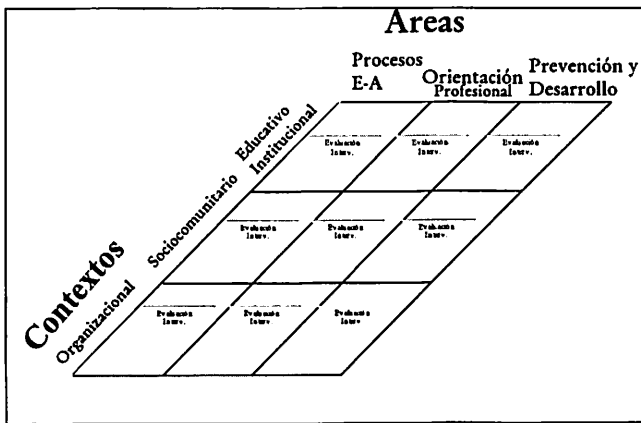 Areas
Procesos
E-A
Orientación
Profesional
Prevención y
Desarrollo
Contextos
Educativo
Institucional
Sociocomunitario
Organizacional
Evaluación
Interv.
Evaluación
Interv.
Evaluación
Interv.
Evaluación
Interv.
Evaluación
Interv.
Evaluación
Interv.
Evaluación
Interv.
Evaluación
Interv.
Evaluación
Interv